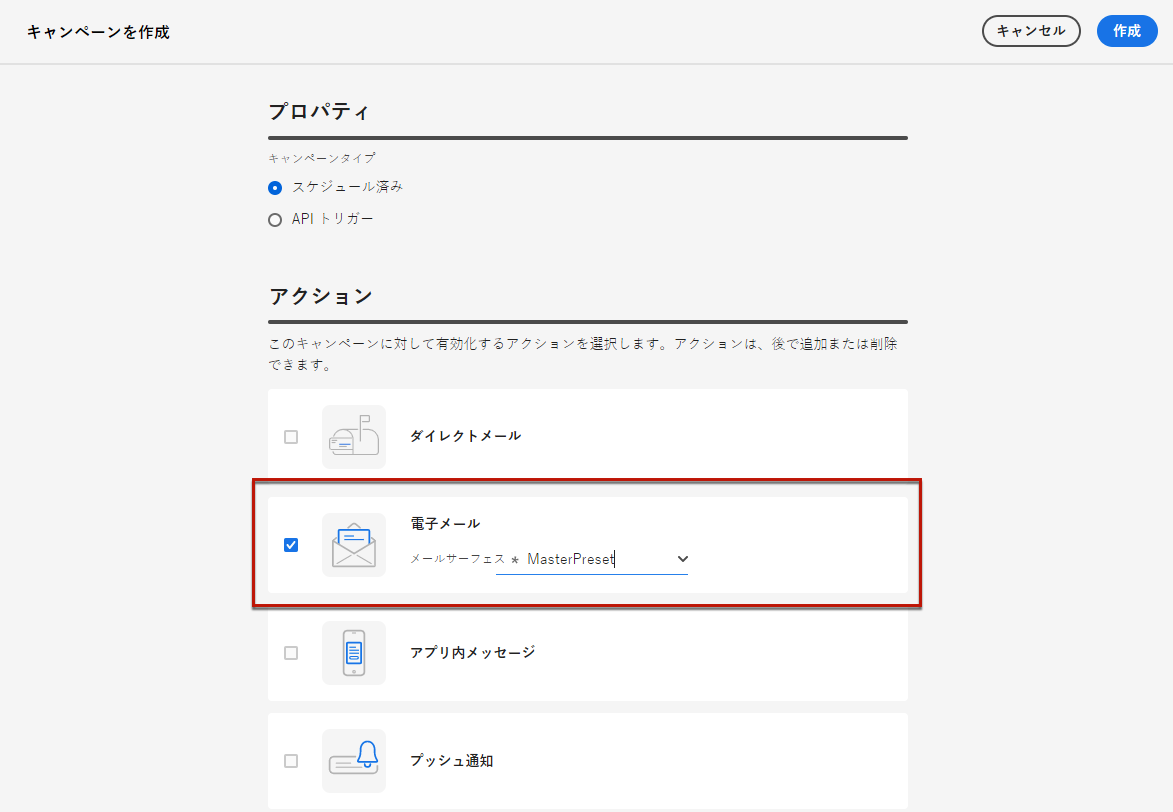 キャンペーンを作成
キャンセル
作成
プロパティ
キャンペーンタイプ
スケジュール済み
API トリガー
アクション
このキャンペーンに対して有効化するアクションを選択します。アクションは、後で追加または削除
できます。
ダイレクトメール
電子メール
メールサーフェス * MasterPreset
アプリ内メッセージ
プッシュ通知